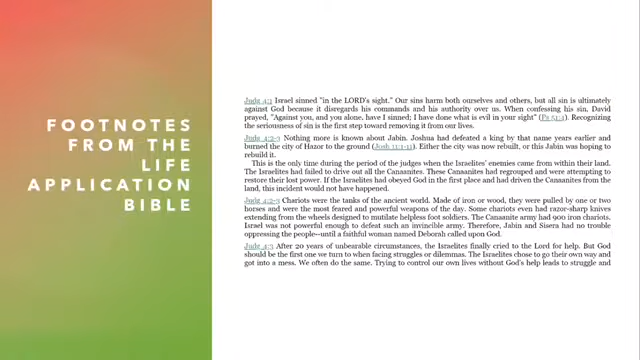 FOOTNOTES
FROM THE
LIFE
APPLICATION
BIBLE
Judg 4:1 Israel sinned "in the LORD's sight." Our sins harm both ourselves and others, but all sin is ultimately
against God because it disregards his commands and his authority over us. When confessing his sin, David
prayed, "Against you, and you alone, have I sinned; I have done what is evil in your sight" (Ps 51:4). Recognizing
the seriousness of sin is the first step toward removing it from our lives.
Judg 4:2-3 Nothing more is known about Jabin. Joshua had defeated a king by that name years earlier and
burned the city of Hazor to the ground (Josh 11:1-11). Either the city was now rebuilt, or this Jabin was hoping to
rebuild it.
This is the only time during the period of the judges when the Israelites' enemies came from within their land.
The Israelites had failed to drive out all the Canaanites. These Canaanites had regrouped and were attempting to
restore their lost power. If the Israelites had obeyed God in the first place and had driven the Canaanites from the
land, this incident would not have happened.
Judg 4:2-3 Chariots were the tanks of the ancient world. Made of iron or wood, they were pulled by one or two
horses and were the most feared and powerful weapons of the day. Some chariots even had razor-sharp knives
extending from the wheels designed to mutilate helpless foot soldiers. The Canaanite army had 900 iron chariots.
Israel was not powerful enough to defeat such an invincible army. Therefore, Jabin and Sisera had no trouble
oppressing the people--until a faithful woman named Deborah called upon God.
Judg 4:3 After 20 years of unbearable circumstances, the Israelites finally cried to the Lord for help. But God
should be the first one we turn to when facing struggles or dilemmas. The Israelites chose to go their own way and
got into a mess. We often do the same. Trying to control our own lives without God's help leads to struggle and